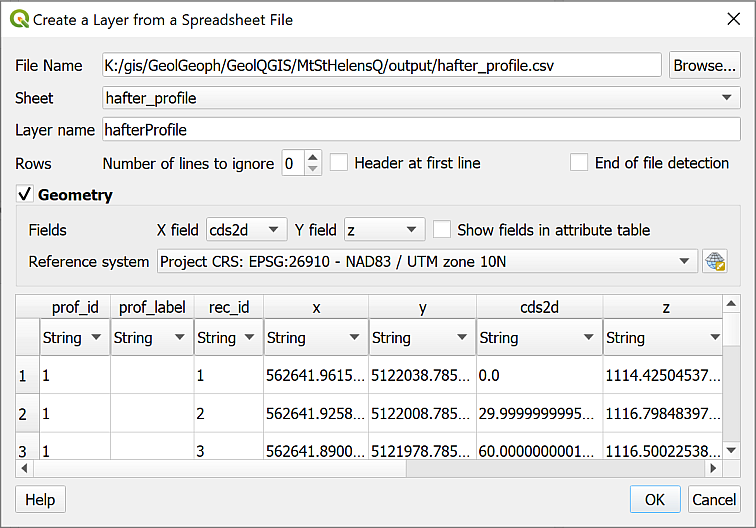 Create a Layer from a Spreadsheet File
File Name K:/gis/GeolGeoph/GeolQGIS/MtStHelensQ/output/hafter_profile.csv Browse...
Sheet hafter_profile
Layer name hafterProfile
Rows Number of lines to ignore 0 Header at first line End of file detection
Geometry
Fields X field cds2d Y field z Show fields in attribute table
Reference system Project CRS: EPSG:26910 - NAD83 / UTM zone 10N
prof_id prof_label rec_id x y cds2d z
String String String String String String String
1 1 1 562641.9615... 5122038.785... 0.0 1114.42504537...
2 1 2 562641.9258... 5122008.785... 29.9999999995... 1116.79848397...
3 1 3 562641.8900... 5121978.785... 60.0000000001... 1116.50022538...
Help OK Cancel